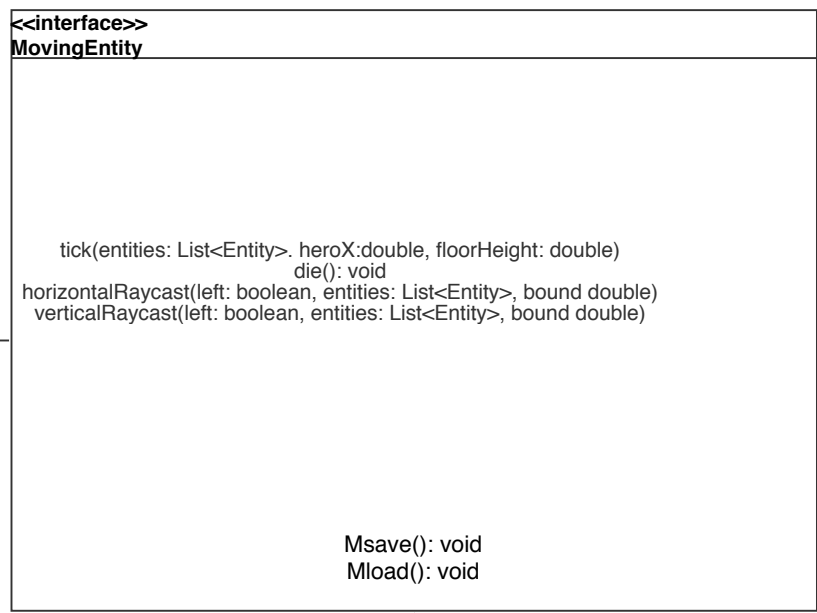 <<interface>>
MovingEntity
tick(entities: List<Entity>. heroX:double, floorHeight: double)
die(): void
horizontalRaycast(left: boolean, entities: List<Entity>, bound double)
verticalRaycast(left: boolean, entities: List<Entity>, bound double)
Msave(): void
Mload(): void